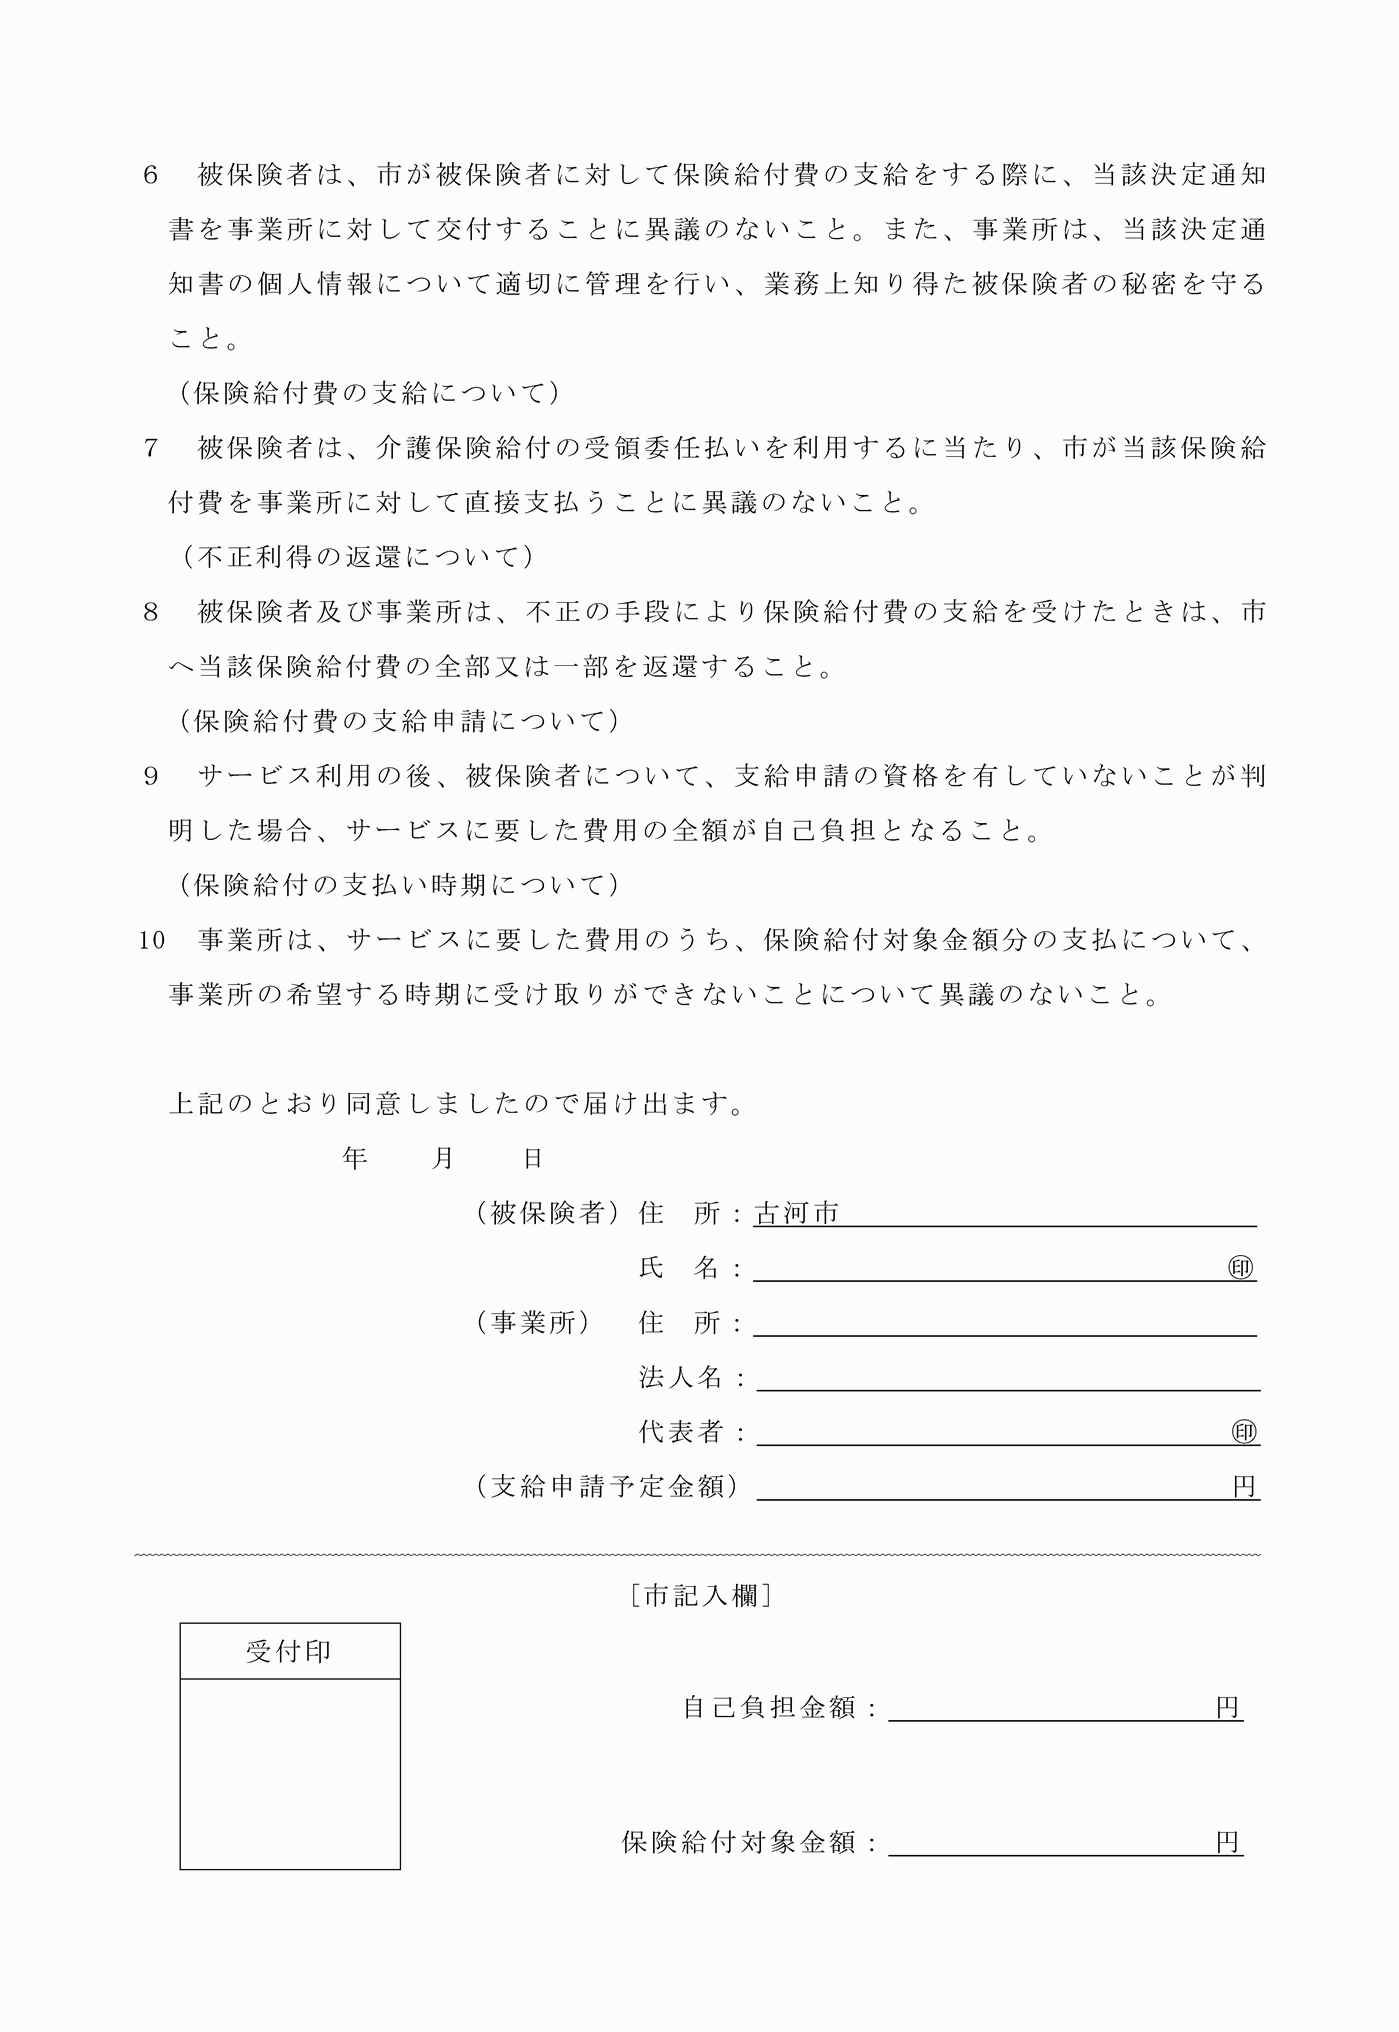 ６　被保険者は、市が被保険者に対して保険給付費の支給をする際に、当該決定通知
書を事業所に対して交付することに異議のないこと。また、事業所は、当該決定通
知書の個人情報について適切に管理を行い、業務上知り得た被保険者の秘密を守る
こと。
（保険給付費の支給について）
７　被保険者は、介護保険給付の受領委任払いを利用するに当たり、市が当該保険給
付費を事業所に対して直接支払うことに異議のないこと。
（不正利得の返還について）
８　被保険者及び事業所は、不正の手段により保険給付費の支給を受けたときは、市
へ当該保険給付費の全部又は一部を返還すること。
（保険給付費の支給申請について）
９　サービス利用の後、被保険者について、支給申請の資格を有していないことが判
明した場合、サービスに要した費用の全額が自己負担となること。
（保険給付の支払い時期について）
10　事業所は、サービスに要した費用のうち、保険給付対象金額分の支払について、
事業所の希望する時期に受け取りができないことについて異議のないこと。
上記のとおり同意しましたので届け出ます。
年　　月　　日
（被保険者）住　所：古河市
氏　名：　㊞
（事業所）　住　所：
法人名：
代表者：　㊞
（支給申請予定金額）　円
［市記入欄］
受付印
自己負担金額：　円
保険給付対象金額：　円